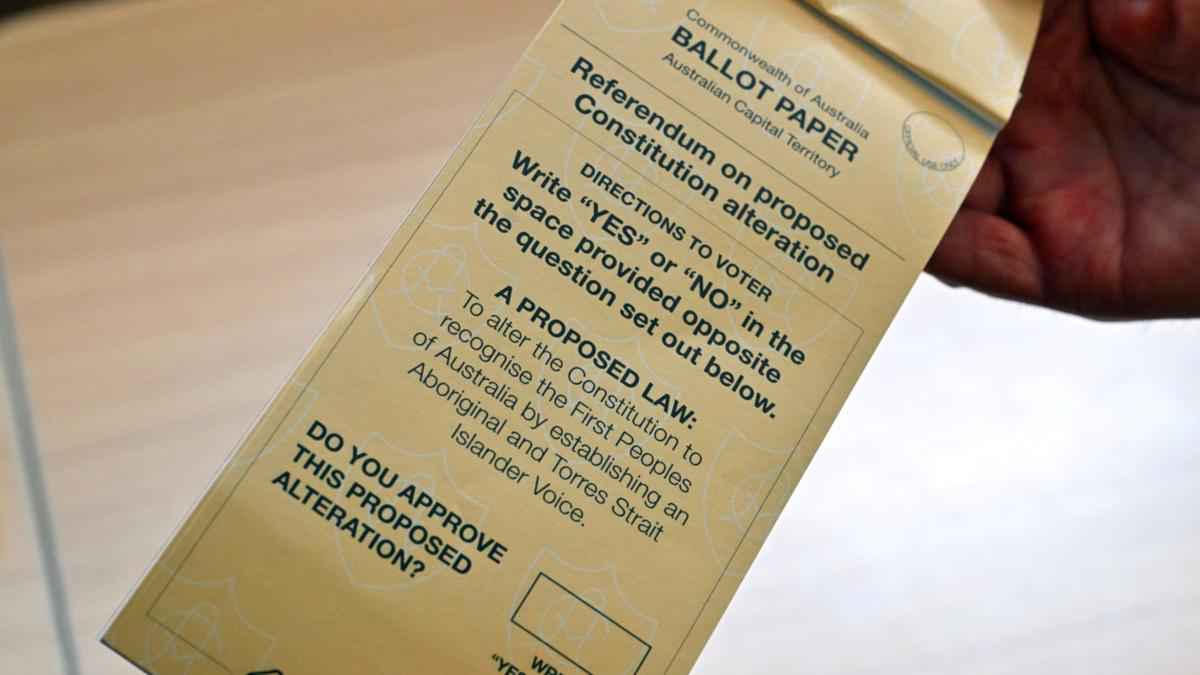 Commonwealth of Australia
BALLOT PAPER
Australian Capital Territory
OFFICIAL USE ONLY
Referendum on proposed
Constitution alteration
DIRECTIONS TO VOTER
Write “YES” or “NO” in the
space provided opposite
the question set out below.
A PROPOSED LAW:
To alter the Constitution to
recognise the First Peoples
of Australia by establishing an
Aboriginal and Torres Strait
Islander Voice.
DO YOU APPROVE
THIS PROPOSED
ALTERATION?